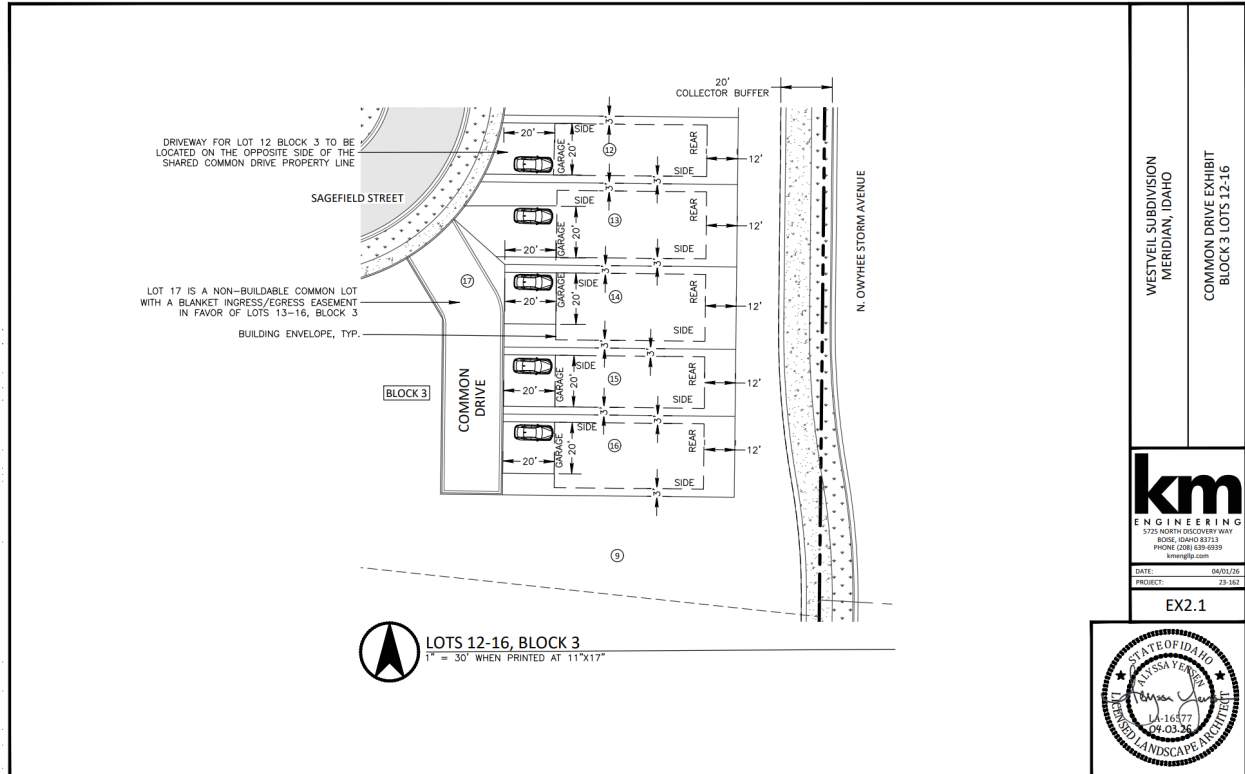 20'
COLLECTOR BUFFER
DRIVEWAY FOR LOT 12 BLOCK 3 TO BE
LOCATED ON THE OPPOSITE SIDE OF THE
SHARED COMMON DRIVE PROPERTY LINE
SAGEFIELD STREET
LOT 17 IS A NON-BUILDABLE COMMON LOT
WITH A BLANKET INGRESS/EGRESS EASEMENT
IN FAVOR OF LOTS 13-16, BLOCK 3
BUILDING ENVELOPE, TYP.
BLOCK 3
COMMON
DRIVE
17
3'
20'
GARAGE
20'
SIDE
12
REAR
SIDE
12'
3'
3'
SIDE
13
20'
GARAGE
20'
REAR
SIDE
12'
3'
3'
SIDE
14
20'
GARAGE
20'
REAR
SIDE
12'
3'
3'
SIDE
15
20'
GARAGE
20'
REAR
SIDE
12'
3'
3'
SIDE
16
20'
GARAGE
20'
REAR
SIDE
12'
3'
9
N. OWYHEE STORM AVENUE
LOTS 12-16, BLOCK 3
1" = 30' WHEN PRINTED AT 11"X17"
WESTVEIL SUBDIVISION
MERIDIAN, IDAHO
COMMON DRIVE EXHIBIT
BLOCK 3 LOTS 12-16
km
ENGINEERING
5725 NORTH DISCOVERY WAY
BOISE, IDAHO 83713
PHONE (208) 639-6939
kmengllp.com
DATE: 04/01/26
PROJECT: 23-162
EX2.1
STATE OF IDAHO
ALYSSA YENSEN
LA-16577
04.03.26
LICENSED LANDSCAPE ARCHITECT